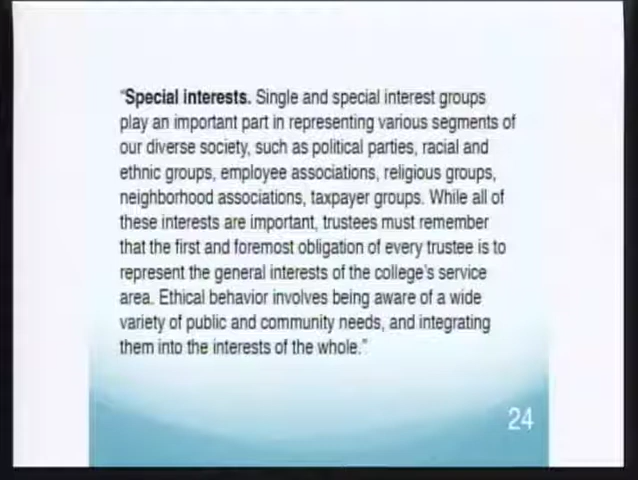 "Special interests. Single and special interest groups
play an important part in representing various segments of
our diverse society, such as political parties, racial and
ethnic groups, employee associations, religious groups,
neighborhood associations, taxpayer groups. While all of
these interests are important, trustees must remember
that the first and foremost obligation of every trustee is to
represent the general interests of the college's service
area. Ethical behavior involves being aware of a wide
variety of public and community needs, and integrating
them into the interests of the whole."
24